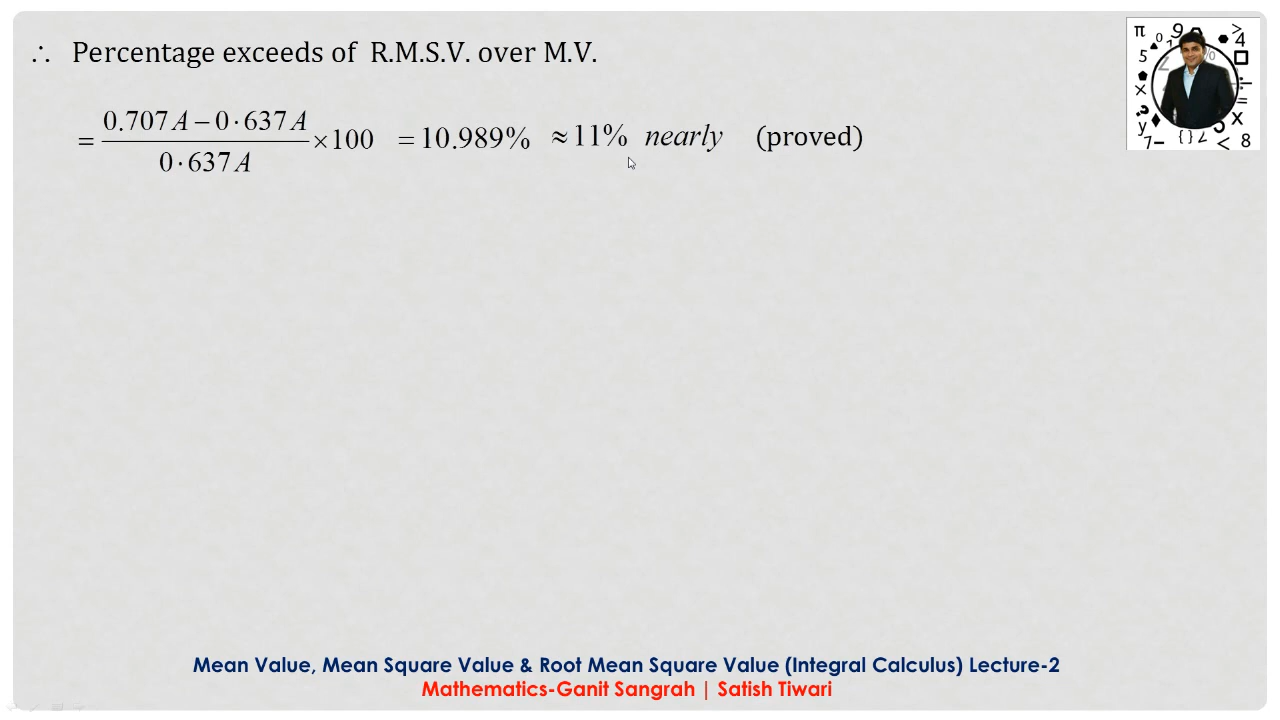 ∴ Percentage exceeds of R.M.S.V. over M.V.
= \frac{0.707A − 0·637A}{0·637A} × 100 = 10.989% ≈ 11% nearly (proved)
Mean Value, Mean Square Value & Root Mean Square Value (Integral Calculus) Lecture-2
Mathematics-Ganit Sangrah | Satish Tiwari